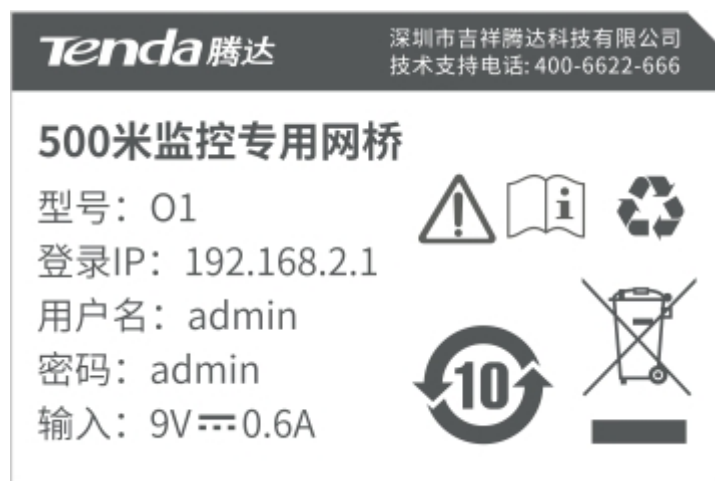 Tenda腾达
深圳市吉祥腾达科技有限公司
技术支持电话: 400-6622-666
500米监控专用网桥
型号：O1
登录IP：192.168.2.1
用户名：admin
密码：admin
输入：9V⎓0.6A
i
10